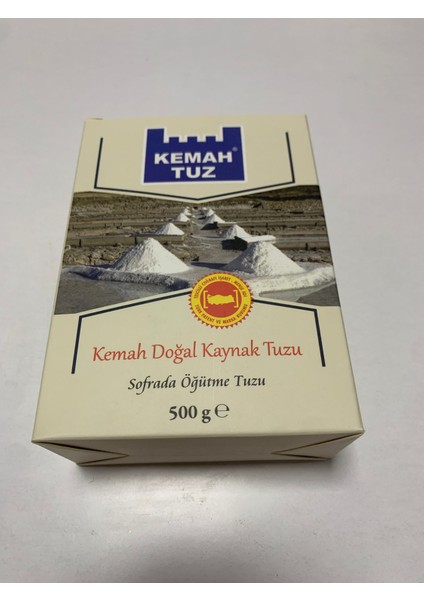 KEMAH®
TUZ
Kemah Doğal Kaynak Tuzu
Sofrada Öğütme Tuzu
500 g ℮